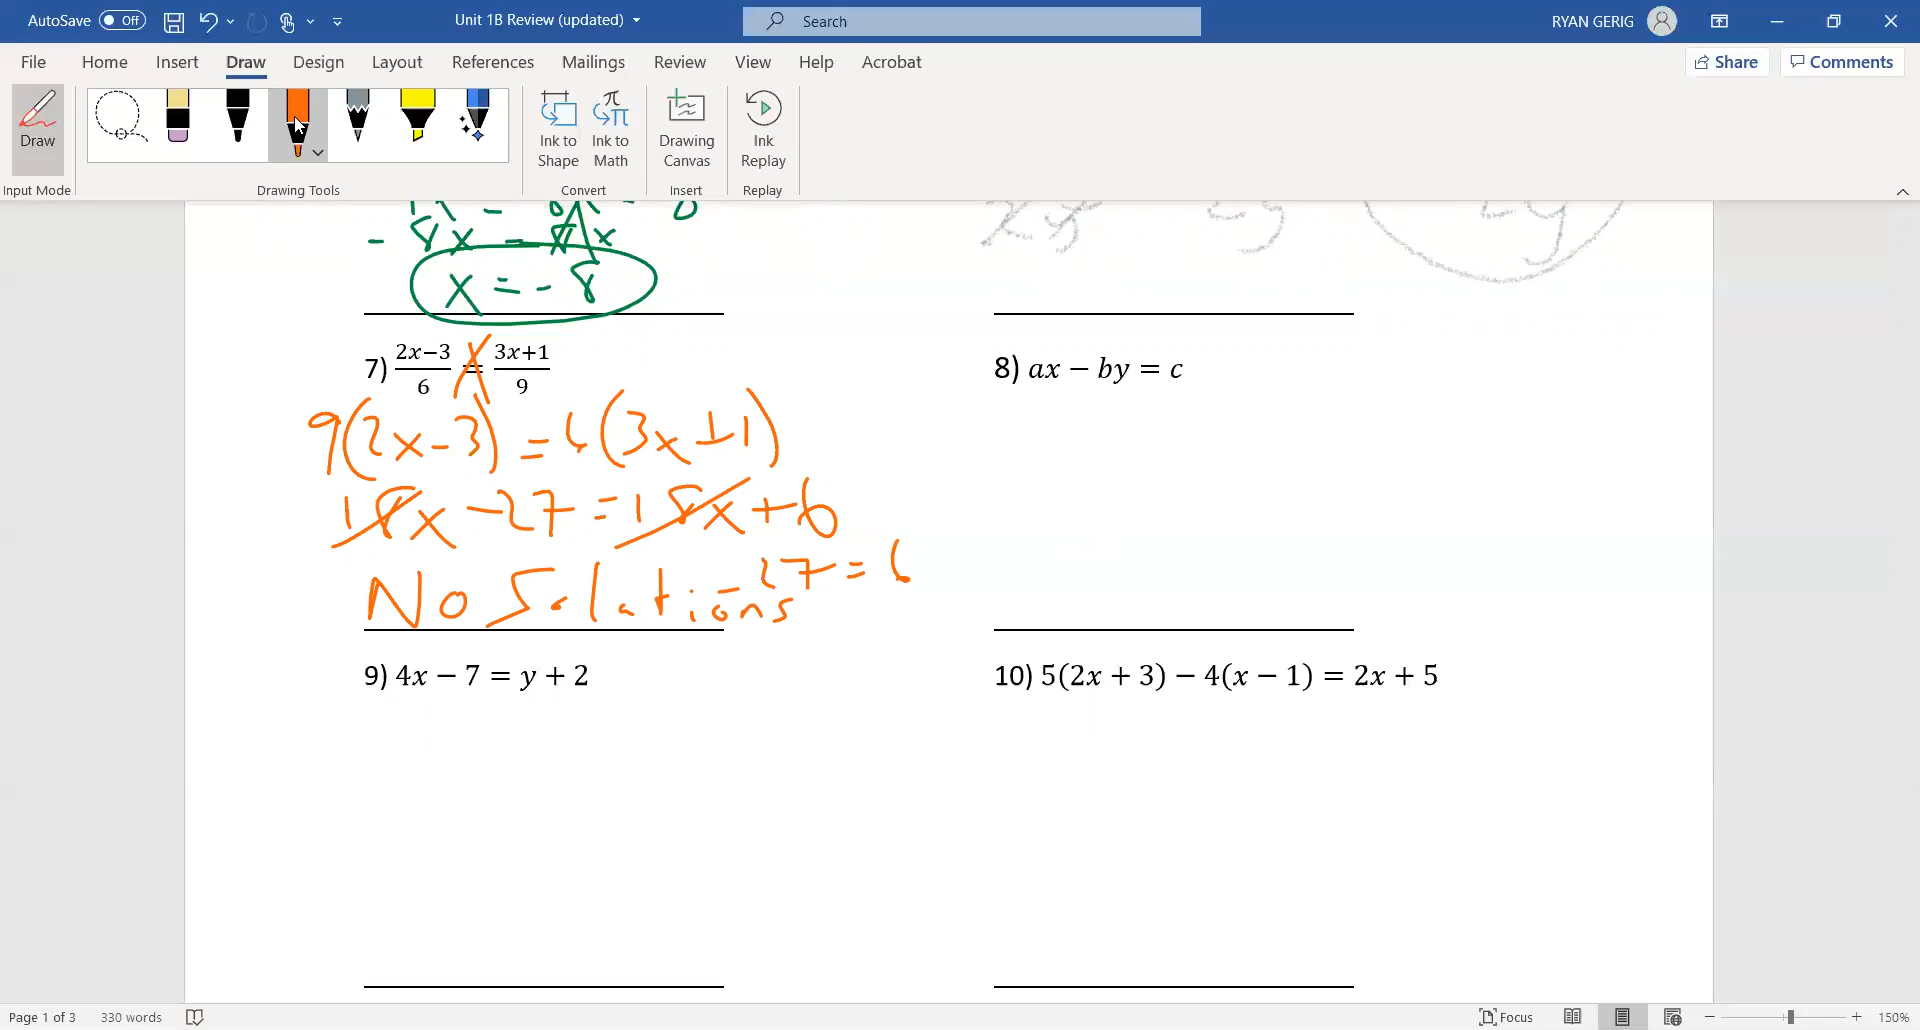 AutoSave Off Unit 1B Review (updated) Search RYAN GERIG
File Home Insert Draw Design Layout References Mailings Review View Help Acrobat Share Comments
Draw
Ink to Shape
Ink to Math
Drawing Canvas
Ink Replay
Input Mode Drawing Tools Convert Insert Replay
- 8x = -8x
x = -8
7) (2x−3)/6 = (3x+1)/9
9(2x-3) = 6(3x+1)
18x -27 = 18x +6
-27 = 6
No Solutions
8) ax − by = c
9) 4x − 7 = y + 2
10) 5(2x + 3) − 4(x − 1) = 2x + 5
Page 1 of 3 330 words Focus 150%